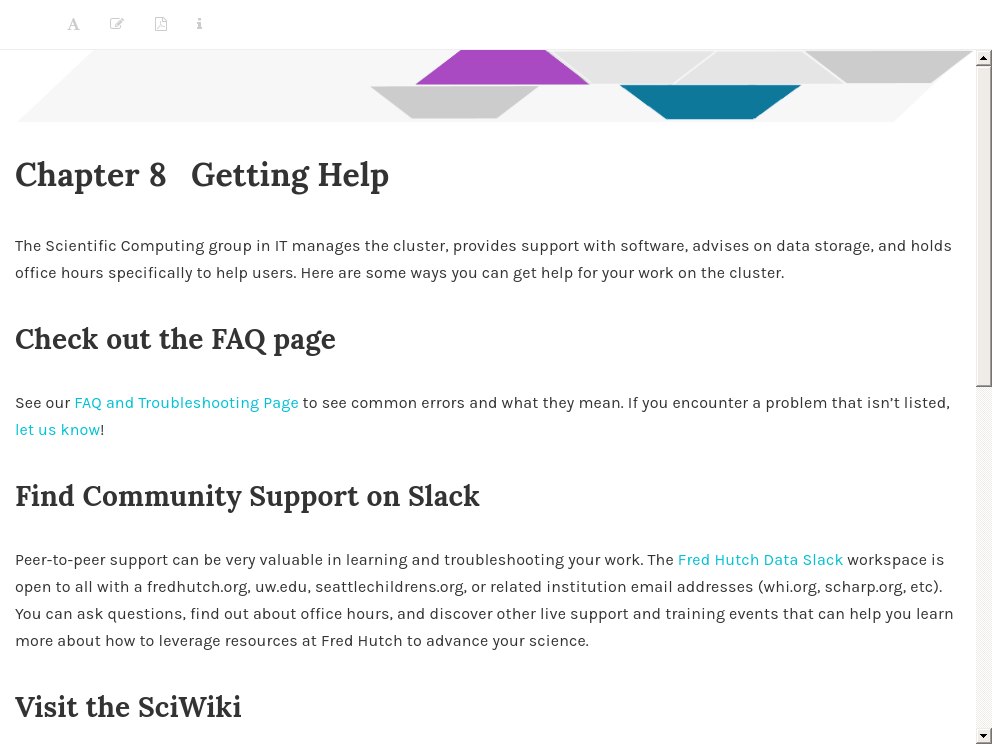 Chapter 8 Getting Help
The Scientific Computing group in IT manages the cluster, provides support with software, advises on data storage, and holds
office hours specifically to help users. Here are some ways you can get help for your work on the cluster.
Check out the FAQ page
See our FAQ and Troubleshooting Page to see common errors and what they mean. If you encounter a problem that isn’t listed,
let us know!
Find Community Support on Slack
Peer-to-peer support can be very valuable in learning and troubleshooting your work. The Fred Hutch Data Slack workspace is
open to all with a fredhutch.org, uw.edu, seattlechildrens.org, or related institution email addresses (whi.org, scharp.org, etc).
You can ask questions, find out about office hours, and discover other live support and training events that can help you learn
more about how to leverage resources at Fred Hutch to advance your science.
Visit the SciWiki